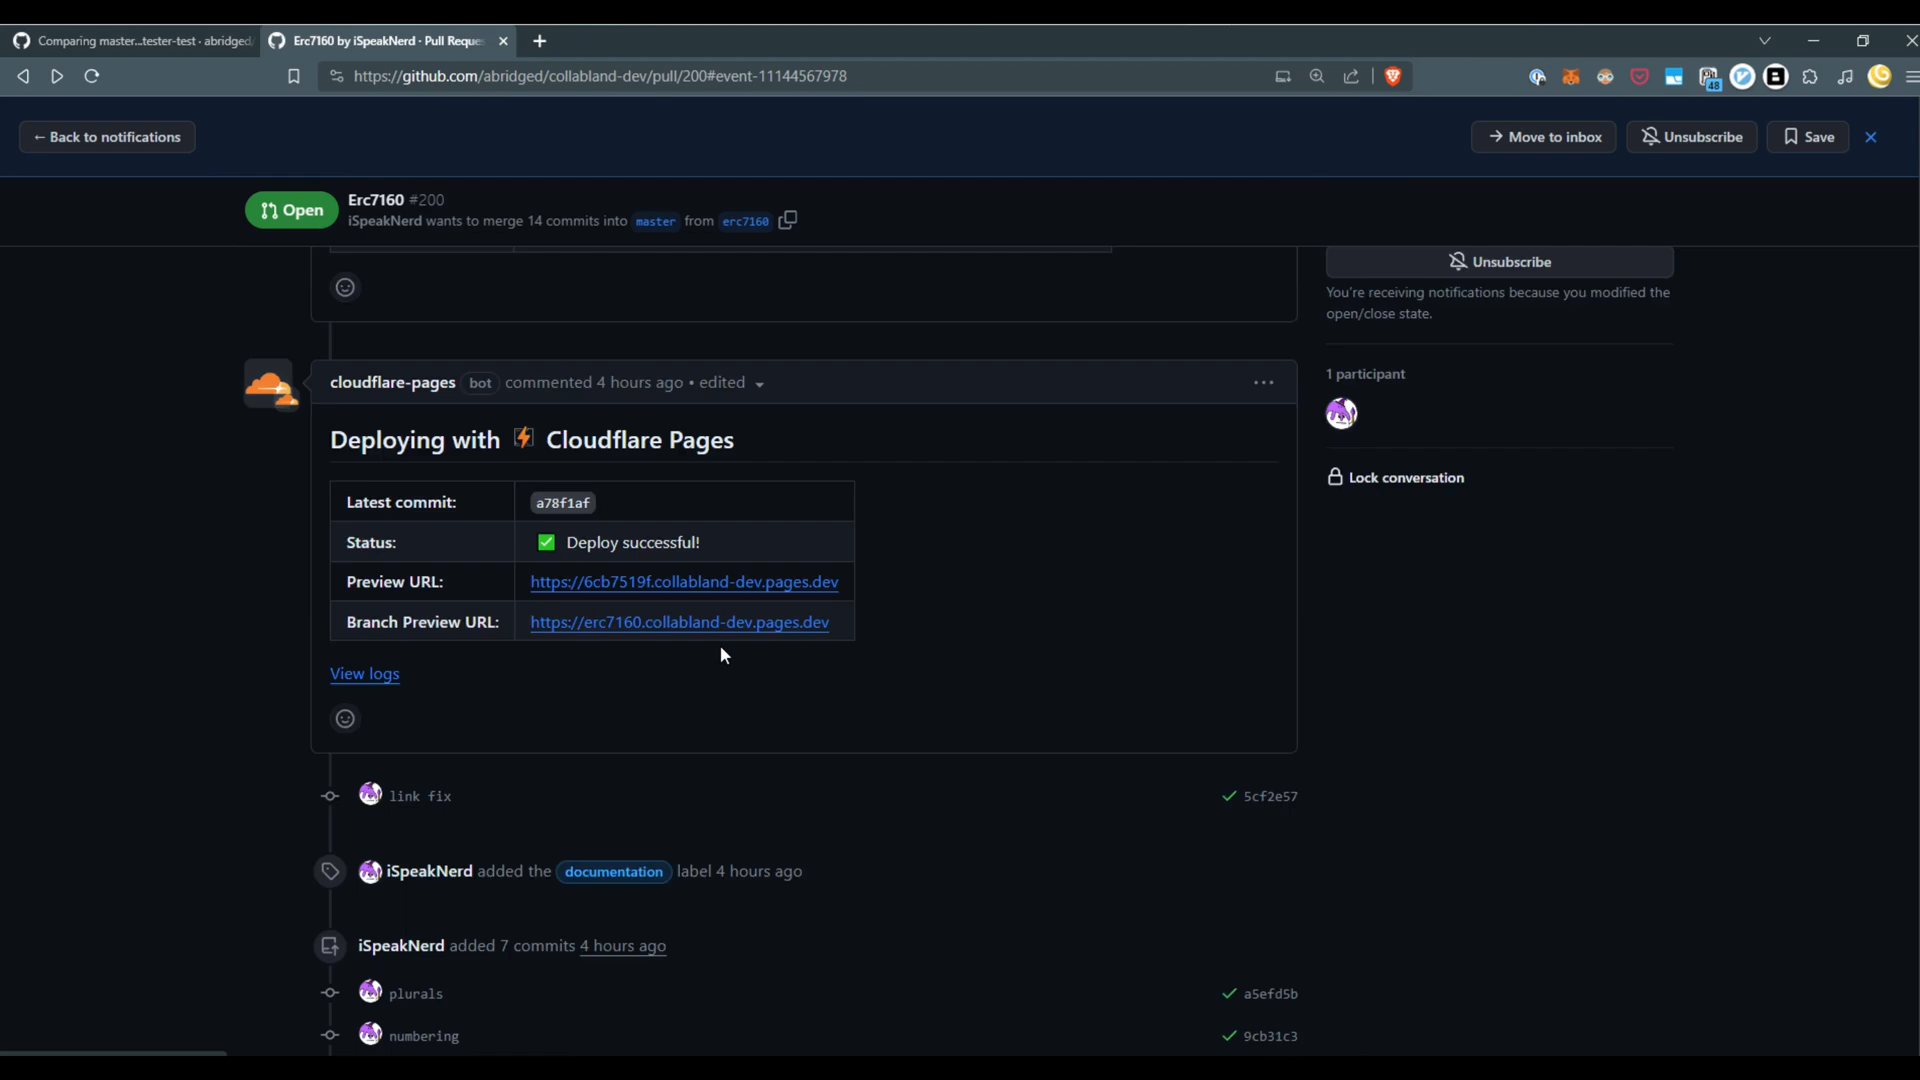 Comparing master...tester-test · abridged/
Erc7160 by iSpeakNerd · Pull Reque
https://github.com/abridged/collabland-dev/pull/200#event-11144567978
48
← Back to notifications
→ Move to inbox
Unsubscribe
Save
Open
Erc7160 #200
iSpeakNerd wants to merge 14 commits into master from erc7160
Unsubscribe
You're receiving notifications because you modified the
open/close state.
1 participant
Lock conversation
cloudflare-pages bot commented 4 hours ago • edited
Deploying with Cloudflare Pages
Latest commit: a78f1af
Status: Deploy successful!
Preview URL: https://6cb7519f.collabland-dev.pages.dev
Branch Preview URL: https://erc7160.collabland-dev.pages.dev
View logs
link fix 5cf2e57
iSpeakNerd added the documentation label 4 hours ago
iSpeakNerd added 7 commits 4 hours ago
plurals a5efd5b
numbering 9cb31c3